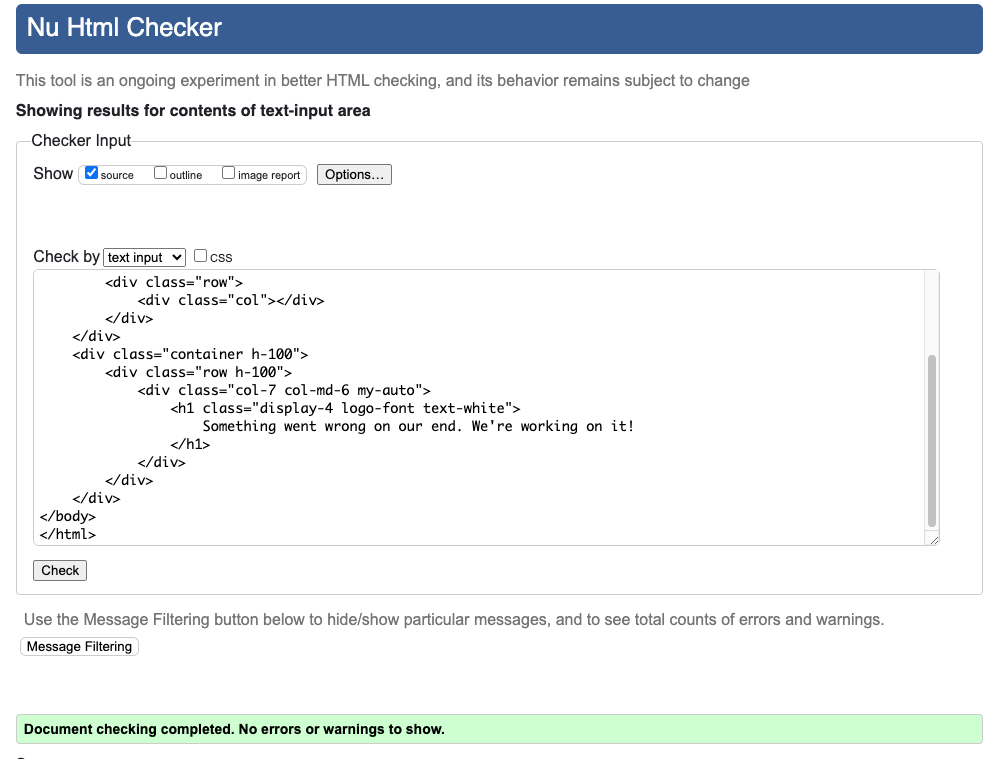 Nu Html Checker
This tool is an ongoing experiment in better HTML checking, and its behavior remains subject to change
Showing results for contents of text-input area
Checker Input
Show source outline image report Options...
Check by text input css
<div class="row">
<div class="col"></div>
</div>
</div>
<div class="container h-100">
<div class="row h-100">
<div class="col-7 col-md-6 my-auto">
<h1 class="display-4 logo-font text-white">
Something went wrong on our end. We're working on it!
</h1>
</div>
</div>
</div>
</body>
</html>
Check
Use the Message Filtering button below to hide/show particular messages, and to see total counts of errors and warnings.
Message Filtering
Document checking completed. No errors or warnings to show.